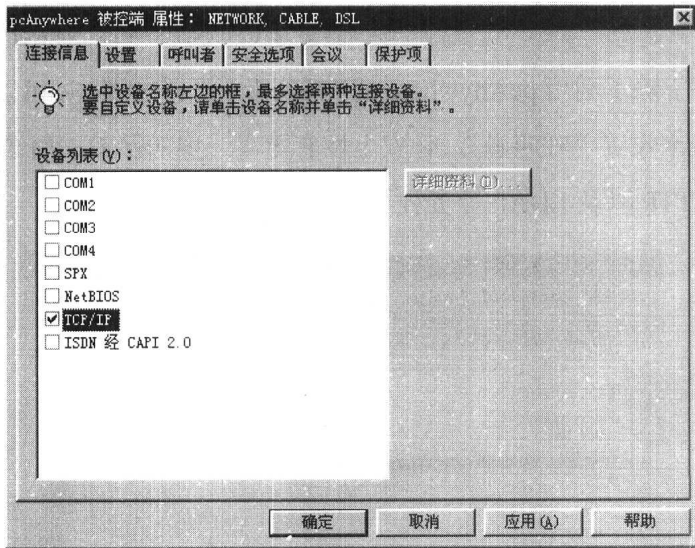 pcAnywhere 被控端 属性： NETWORK, CABLE, DSL
连接信息 设置 呼叫者 安全选项 会议 保护项
选中设备名称左边的框，最多选择两种连接设备。
要自定义设备，请单击设备名称并单击“详细资料”。
设备列表(V)：
详细资料(D)...
COM1
COM2
COM3
COM4
SPX
NetBIOS
TCP/IP
ISDN 经 CAPI 2.0
确定 取消 应用(A) 帮助